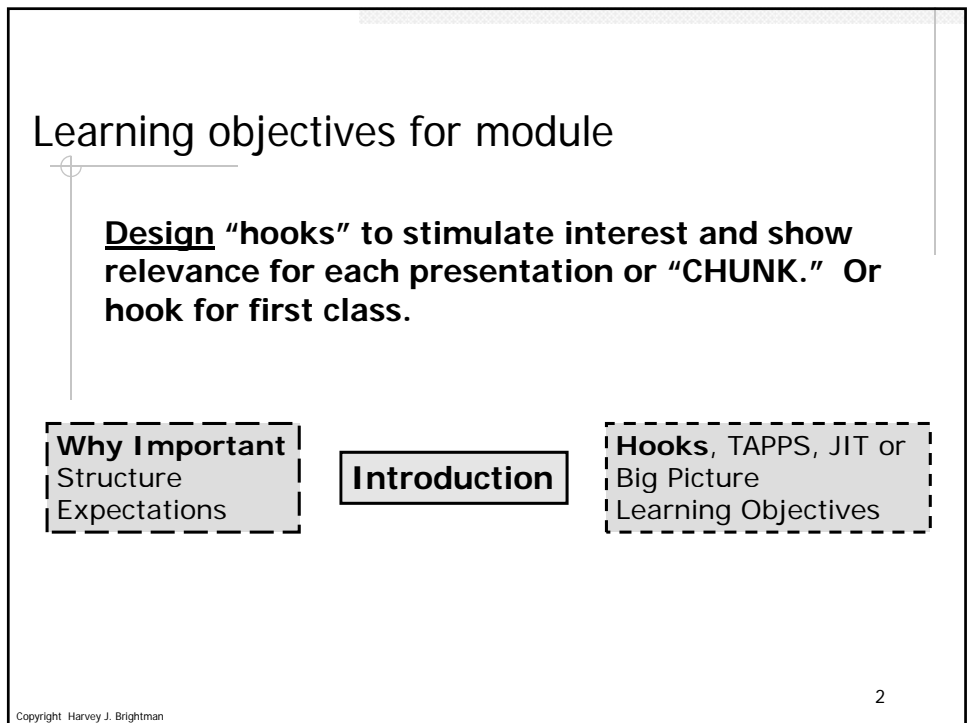 Learning objectives for module
Design “hooks” to stimulate interest and show
relevance for each presentation or “CHUNK.” Or
hook for first class.
Why Important
Structure
Expectations
Introduction
Hooks, TAPPS, JIT or
Big Picture
Learning Objectives
2
Copyright Harvey J. Brightman